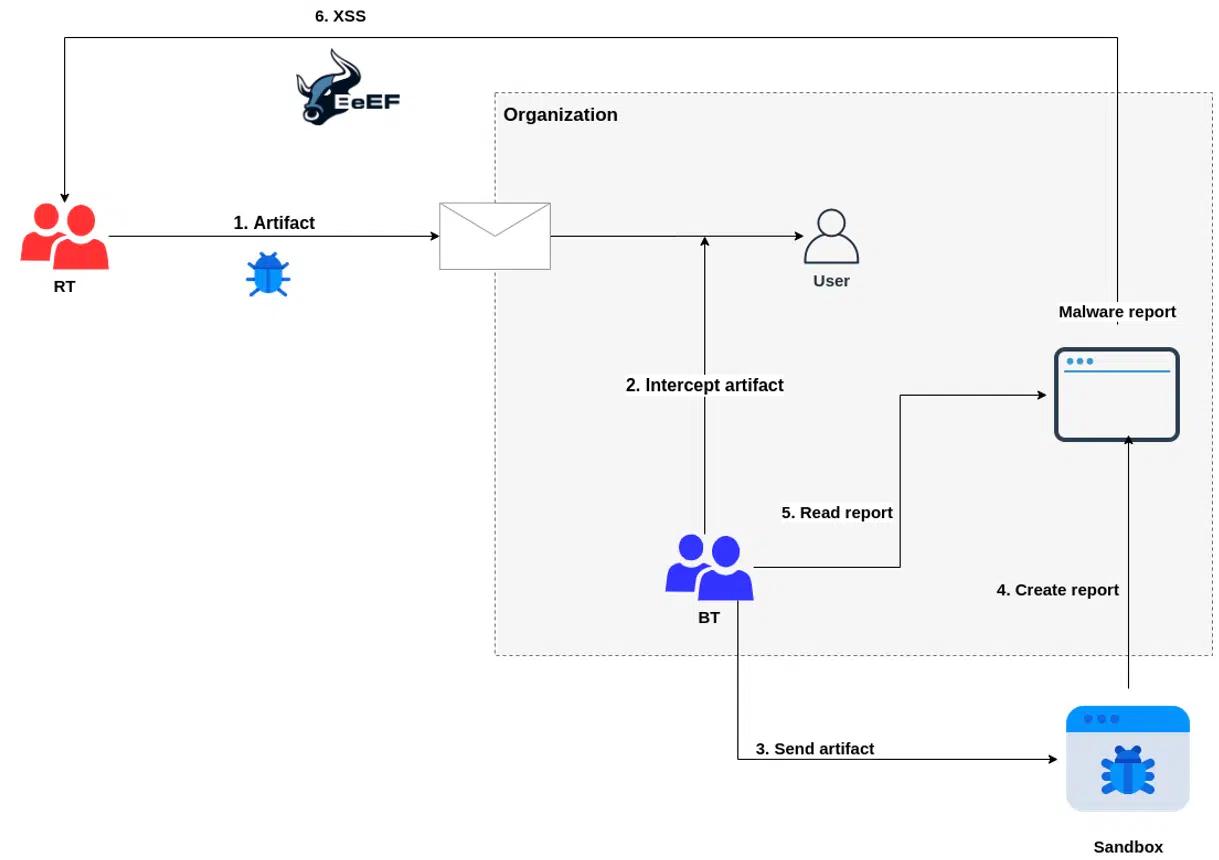 6. XSS
BeEF
Organization
1. Artifact
RT
User
Malware report
2. Intercept artifact
5. Read report
4. Create report
BT
3. Send artifact
Sandbox